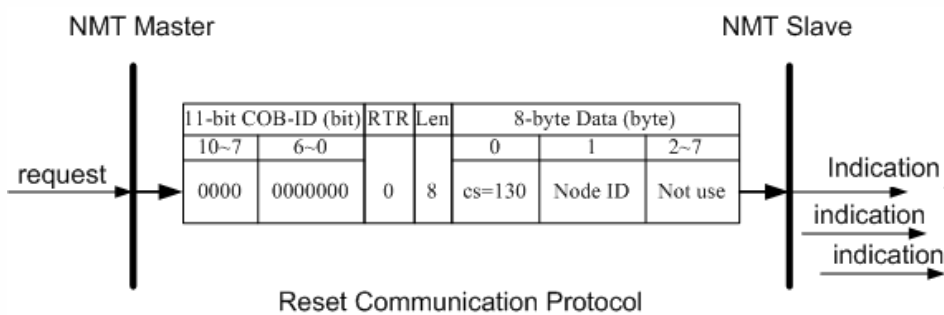 NMT Master NMT Slave
11-bit COB-ID (bit) RTR Len 8-byte Data (byte)
10~7 6~0 0 1 2~7
request 0000 0000000 0 8 cs=130 Node ID Not use Indication
indication
indication
Reset Communication Protocol